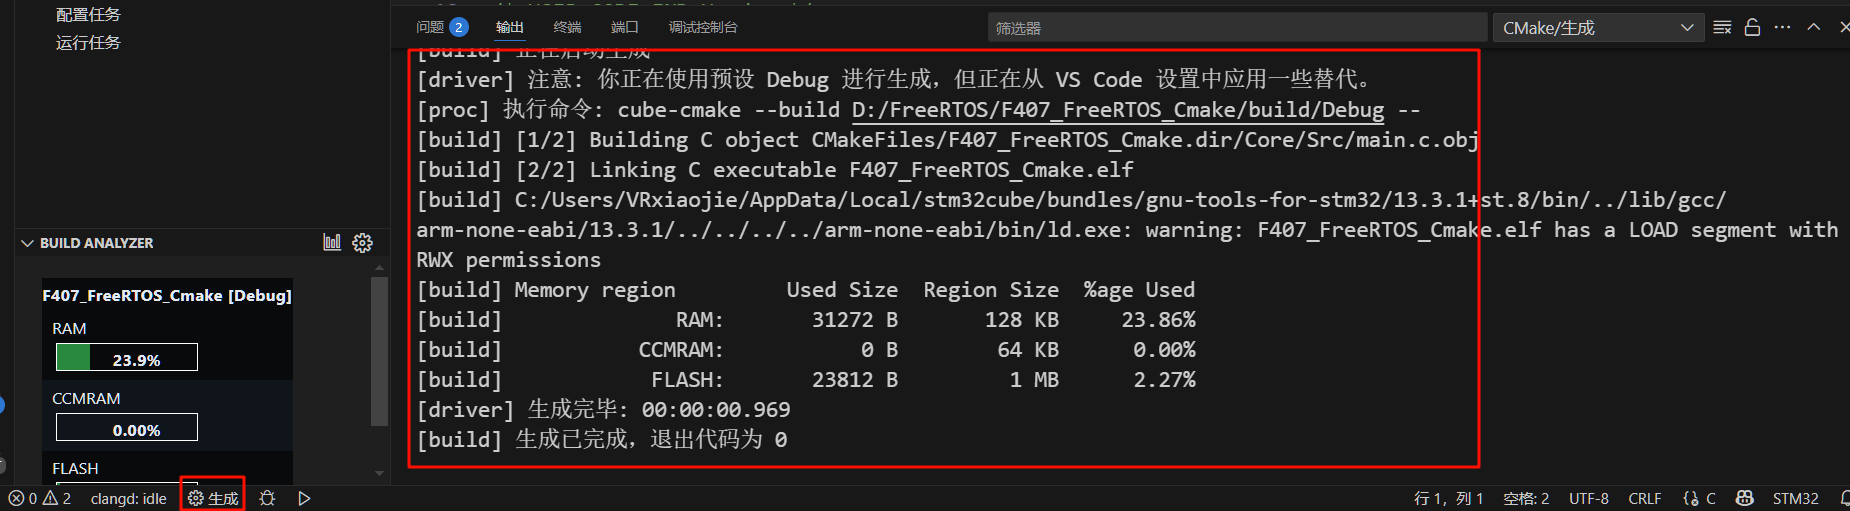 配置任务
运行任务
问题 2 输出 终端 端口 调试控制台 筛选器 CMake/生成
[build] 正在启动生成
[driver] 注意: 你正在使用预设 Debug 进行生成，但正在从 VS Code 设置中应用一些替代。
[proc] 执行命令: cube-cmake --build D:/FreeRTOS/F407_FreeRTOS_Cmake/build/Debug --
[build] [1/2] Building C object CMakeFiles/F407_FreeRTOS_Cmake.dir/Core/Src/main.c.obj
[build] [2/2] Linking C executable F407_FreeRTOS_Cmake.elf
[build] C:/Users/VRxiaojie/AppData/Local/stm32cube/bundles/gnu-tools-for-stm32/13.3.1+st.8/bin/../lib/gcc/
arm-none-eabi/13.3.1/../../../../arm-none-eabi/bin/ld.exe: warning: F407_FreeRTOS_Cmake.elf has a LOAD segment with
RWX permissions
[build] Memory region Used Size Region Size %age Used
[build] RAM: 31272 B 128 KB 23.86%
[build] CCMRAM: 0 B 64 KB 0.00%
[build] FLASH: 23812 B 1 MB 2.27%
[driver] 生成完毕: 00:00:00.969
[build] 生成已完成，退出代码为 0
BUILD ANALYZER
F407_FreeRTOS_Cmake [Debug]
RAM
23.9%
CCMRAM
0.00%
FLASH
0 2 clangd: idle 生成 行 1，列 1 空格: 2 UTF-8 CRLF C STM32